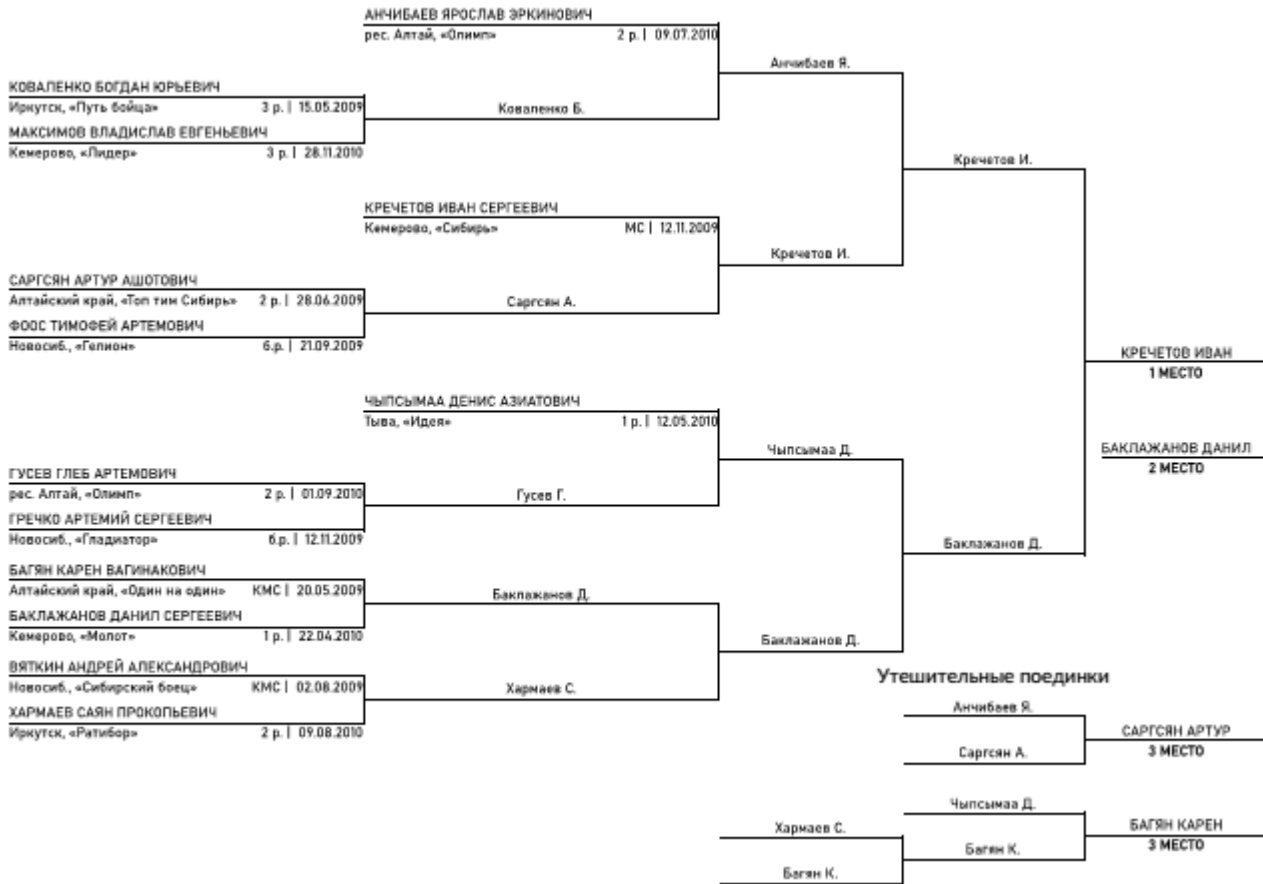 АНЧИБАЕВ ЯРОСЛАВ ЭРКИНОВИЧ
рес. Алтай, «Олимп» 2 р. | 09.07.2010
Анчибаев Я.
КОВАЛЕНКО БОГДАН ЮРЬЕВИЧ
Иркутск, «Путь бойца» 3 р. | 15.05.2009
Коваленко Б.
МАКСИМОВ ВЛАДИСЛАВ ЕВГЕНЬЕВИЧ
Кемерово, «Лидер» 3 р. | 28.11.2010
Кречетов И.
КРЕЧЕТОВ ИВАН СЕРГЕЕВИЧ
Кемерово, «Сибирь» МС | 12.11.2009
Кречетов И.
САРГСЯН АРТУР АШОТОВИЧ
Алтайский край, «Топ тим Сибирь» 2 р. | 28.06.2009
Саргсян А.
ФООС ТИМОФЕЙ АРТЕМОВИЧ
Новосиб., «Гелион» б.р. | 21.09.2009
КРЕЧЕТОВ ИВАН
1 МЕСТО
ЧЫПСЫМАА ДЕНИС АЗИАТОВИЧ
Тыва, «Идея» 1 р. | 12.05.2010
Чыпсымаа Д.
БАКЛАЖАНОВ ДАНИЛ
2 МЕСТО
ГУСЕВ ГЛЕБ АРТЕМОВИЧ
рес. Алтай, «Олимп» 2 р. | 01.09.2010
Гусев Г.
ГРЕЧКО АРТЕМИЙ СЕРГЕЕВИЧ
Новосиб., «Гладиатор» б.р. | 12.11.2009
Баклажанов Д.
БАГЯН КАРЕН ВАГИНАКОВИЧ
Алтайский край, «Один на один» КМС | 20.05.2009
Баклажанов Д.
БАКЛАЖАНОВ ДАНИЛ СЕРГЕЕВИЧ
Кемерово, «Молот» 1 р. | 22.04.2010
Баклажанов Д.
ВЯТКИН АНДРЕЙ АЛЕКСАНДРОВИЧ
Новосиб., «Сибирский боец» КМС | 02.08.2009
Хармаев С.
ХАРМАЕВ САЯН ПРОКОПЬЕВИЧ
Иркутск, «Ратибор» 2 р. | 09.08.2010
Утешительные поединки
Анчибаев Я.
САРГСЯН АРТУР
Саргсян А.
3 МЕСТО
Чыпсымаа Д.
Хармаев С.
БАГЯН КАРЕН
Багян К.
3 МЕСТО
Багян К.